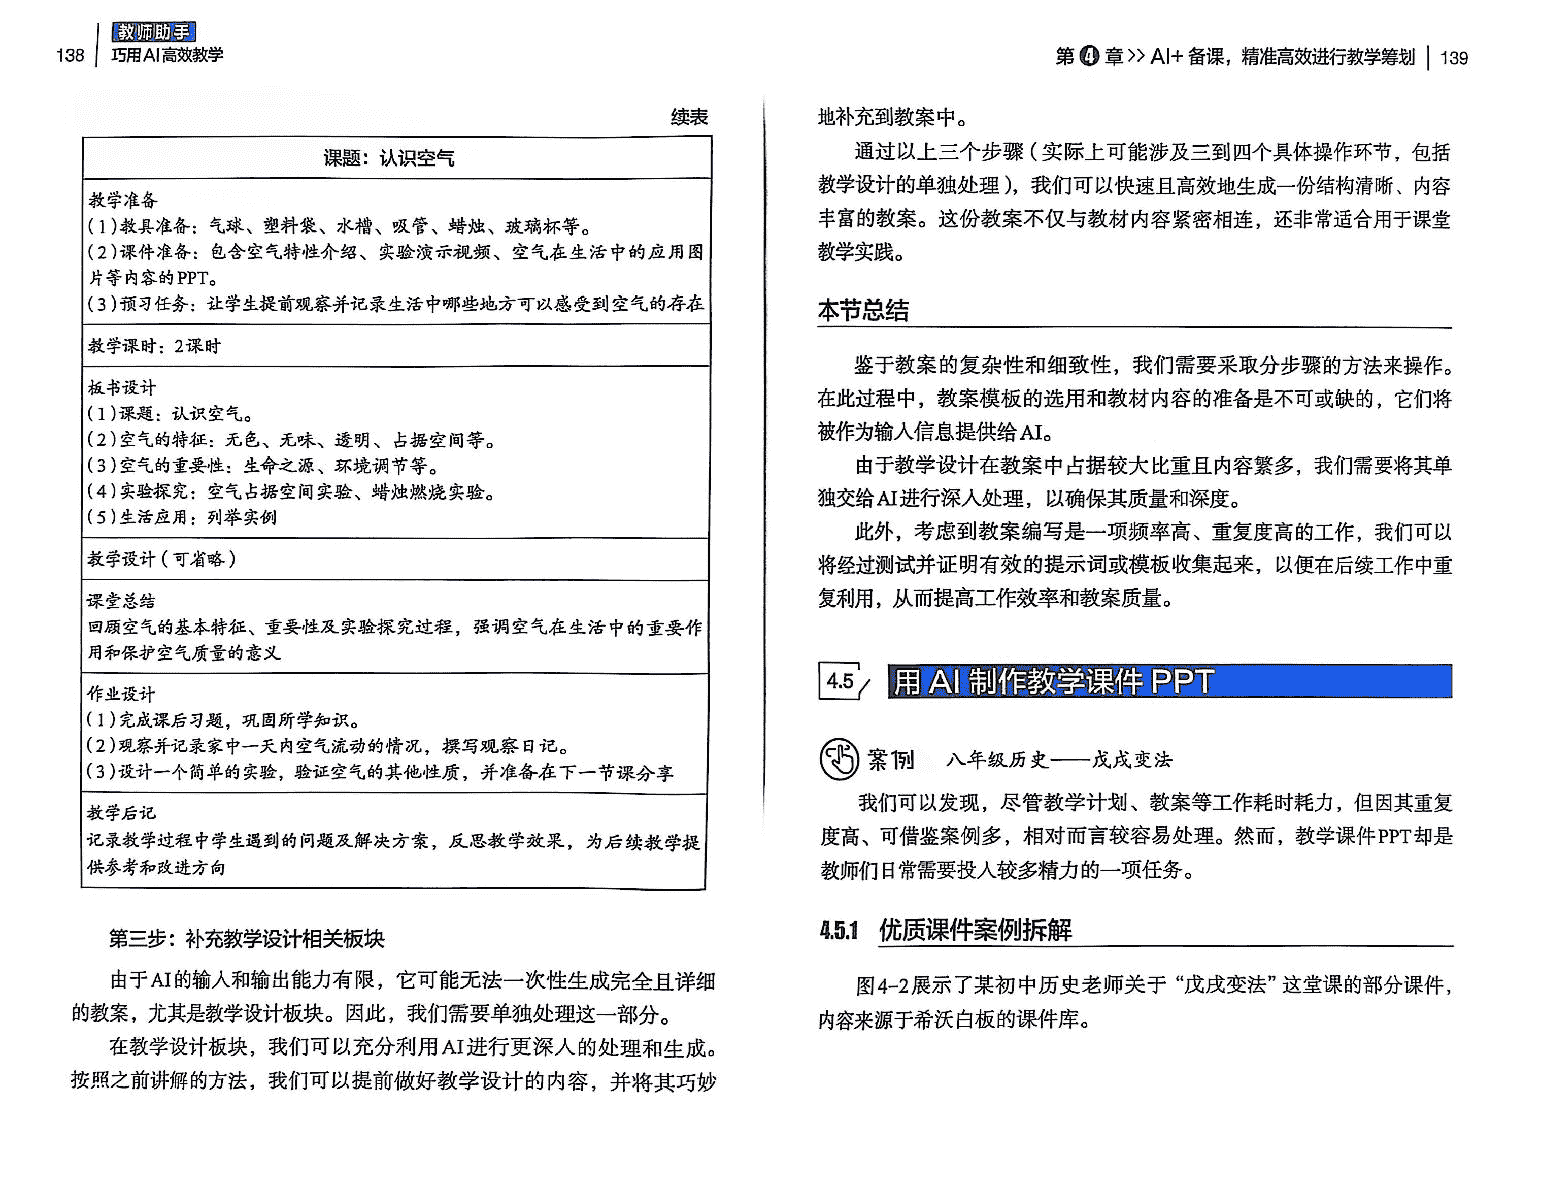 138
教师助手
巧用AI高效教学
续表
课题：认识空气
教学准备
(1)教具准备：气球、塑料袋、水槽、吸管、蜡烛、玻璃杯等。
(2)课件准备：包含空气特性介绍、实验演示视频、空气在生活中的应用图
片等内容的PPT。
(3)预习任务：让学生提前观察并记录生活中哪些地方可以感受到空气的存在
教学课时：2课时
板书设计
(1)课题：认识空气。
(2)空气的特征：无色、无味、透明、占据空间等。
(3)空气的重要性：生命之源、环境调节等。
(4)实验探究：空气占据空间实验、蜡烛燃烧实验。
(5)生活应用：列举实例
教学设计(可省略)
课堂总结
回顾空气的基本特征、重要性及实验探究过程，强调空气在生活中的重要作
用和保护空气质量的意义
作业设计
(1)完成课后习题，巩固所学知识。
(2)观察并记录家中一天内空气流动的情况，撰写观察日记。
(3)设计一个简单的实验，验证空气的其他性质，并准备在下一节课分享
教学后记
记录教学过程中学生遇到的问题及解决方案，反思教学效果，为后续教学提
供参考和改进方向
第三步：补充教学设计相关板块
由于AI的输入和输出能力有限，它可能无法一次性生成完全且详细
的教案，尤其是教学设计板块。因此，我们需要单独处理这一部分。
在教学设计板块，我们可以充分利用AI进行更深入的处理和生成。
按照之前讲解的方法，我们可以提前做好教学设计的内容，并将其巧妙
第4章>>AI+备课，精准高效进行教学筹划
139
地补充到教案中。
通过以上三个步骤(实际上可能涉及三到四个具体操作环节，包括
教学设计的单独处理)，我们可以快速且高效地生成一份结构清晰、内容
丰富的教案。这份教案不仅与教材内容紧密相连，还非常适合用于课堂
教学实践。
本节总结
鉴于教案的复杂性和细致性，我们需要采取分步骤的方法来操作。
在此过程中，教案模板的选用和教材内容的准备是不可或缺的，它们将
被作为输入信息提供给AI。
由于教学设计在教案中占据较大比重且内容繁多，我们需要将其单
独交给AI进行深入处理，以确保其质量和深度。
此外，考虑到教案编写是一项频率高、重复度高的工作，我们可以
将经过测试并证明有效的提示词或模板收集起来，以便在后续工作中重
复利用，从而提高工作效率和教案质量。
4.5 用AI制作教学课件PPT
案例 八年级历史——戊戌变法
我们可以发现，尽管教学计划、教案等工作耗时耗力，但因其重复
度高、可借鉴案例多，相对而言较容易处理。然而，教学课件PPT却是
教师们日常需要投入较多精力的一项任务。
4.5.1 优质课件案例拆解
图4-2展示了某初中历史老师关于“戊戌变法”这堂课的部分课件，
内容来源于希沃白板的课件库。